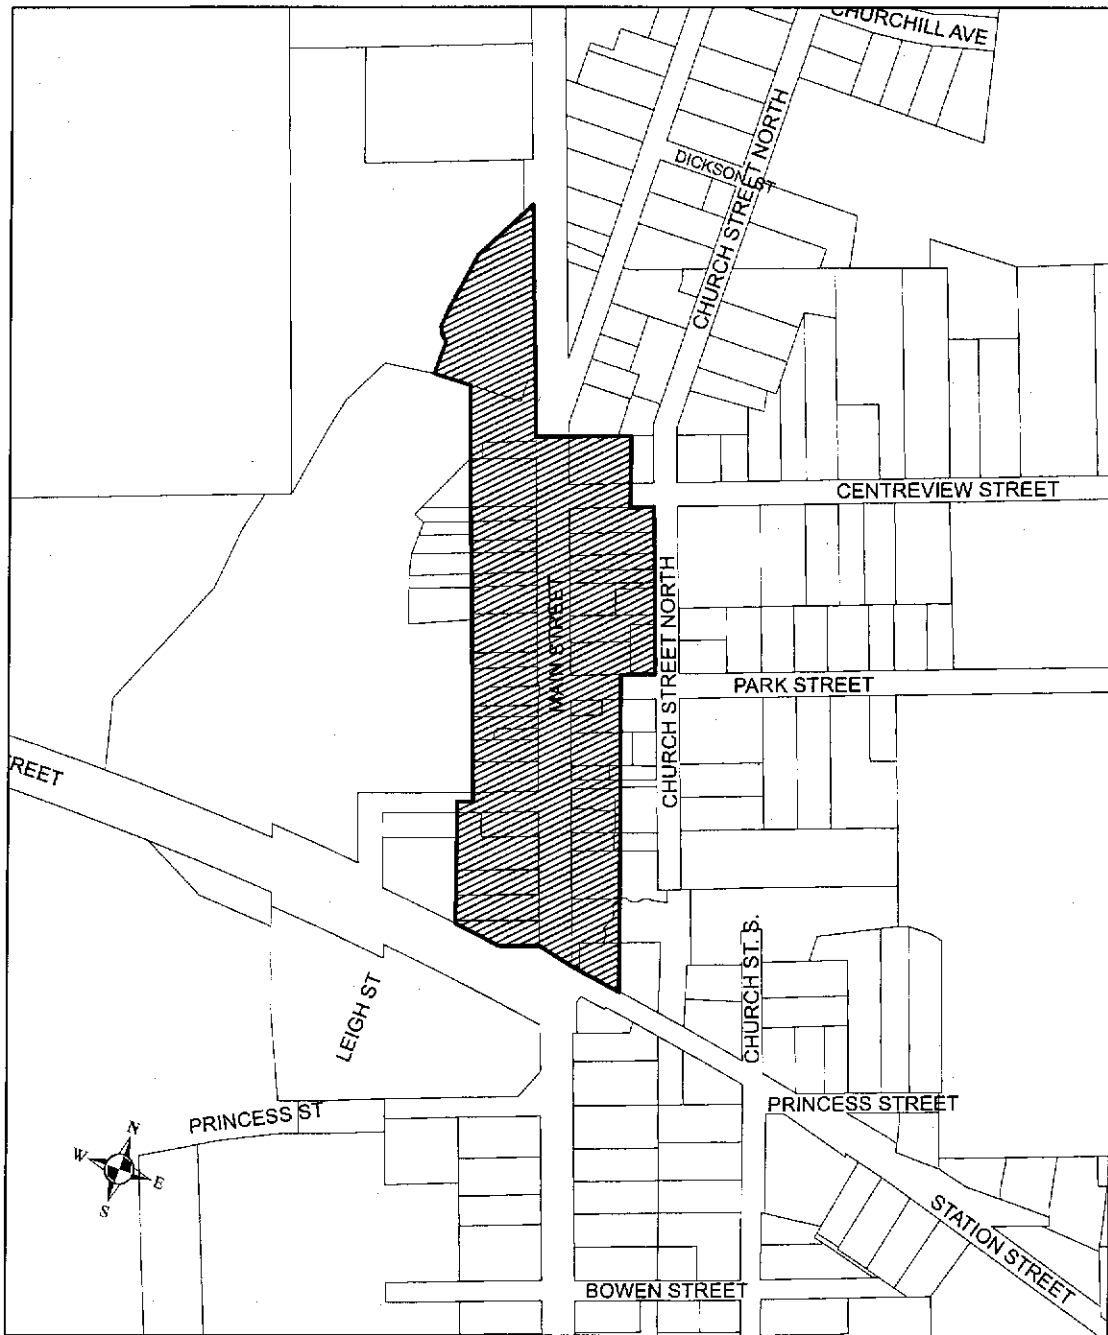 CHURCHILL AVE
DICKSON ST
CHURCH STREET NORTH
CENTREVIEW STREET
MAIN STREET
CHURCH STREET NORTH
PARK STREET
REET
CHURCH ST. S.
LEIGH ST
PRINCESS STREET
PRINCESS ST
N
W
E
S
STATION STREET
BOWEN STREET